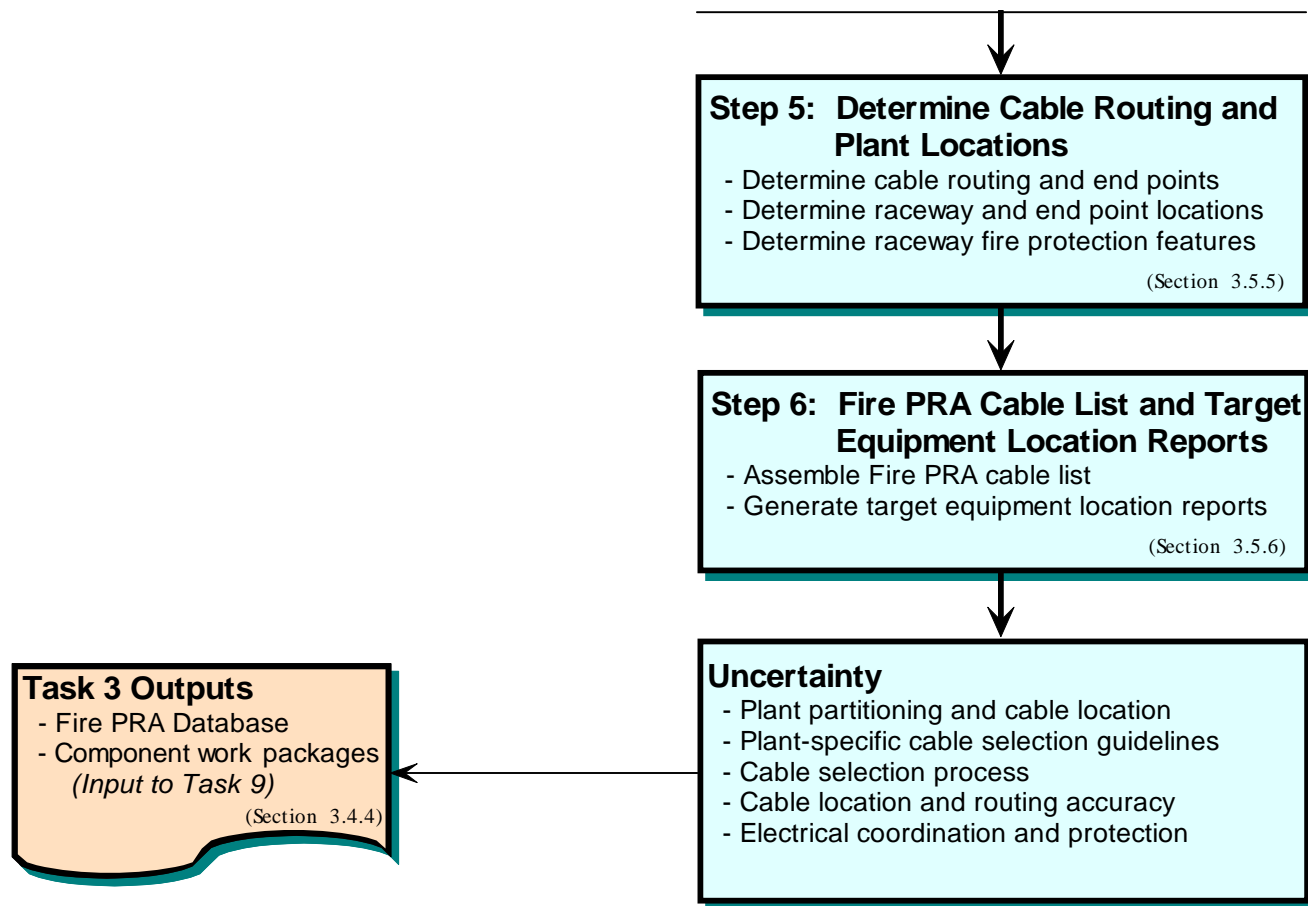 Step 5: Determine Cable Routing and
Plant Locations
- Determine cable routing and end points
- Determine raceway and end point locations
- Determine raceway fire protection features
(Section 3.5.5)
Step 6: Fire PRA Cable List and Target
Equipment Location Reports
- Assemble Fire PRA cable list
- Generate target equipment location reports
(Section 3.5.6)
Uncertainty
- Plant partitioning and cable location
- Plant-specific cable selection guidelines
- Cable selection process
- Cable location and routing accuracy
- Electrical coordination and protection
Task 3 Outputs
- Fire PRA Database
- Component work packages
(Input to Task 9)
(Section 3.4.4)